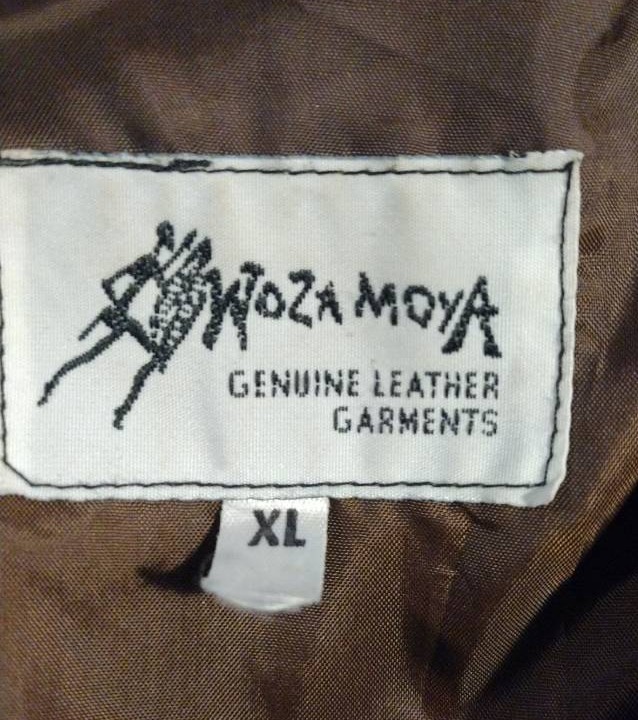 WOZA MOYA
GENUINE LEATHER
GARMENTS
XL